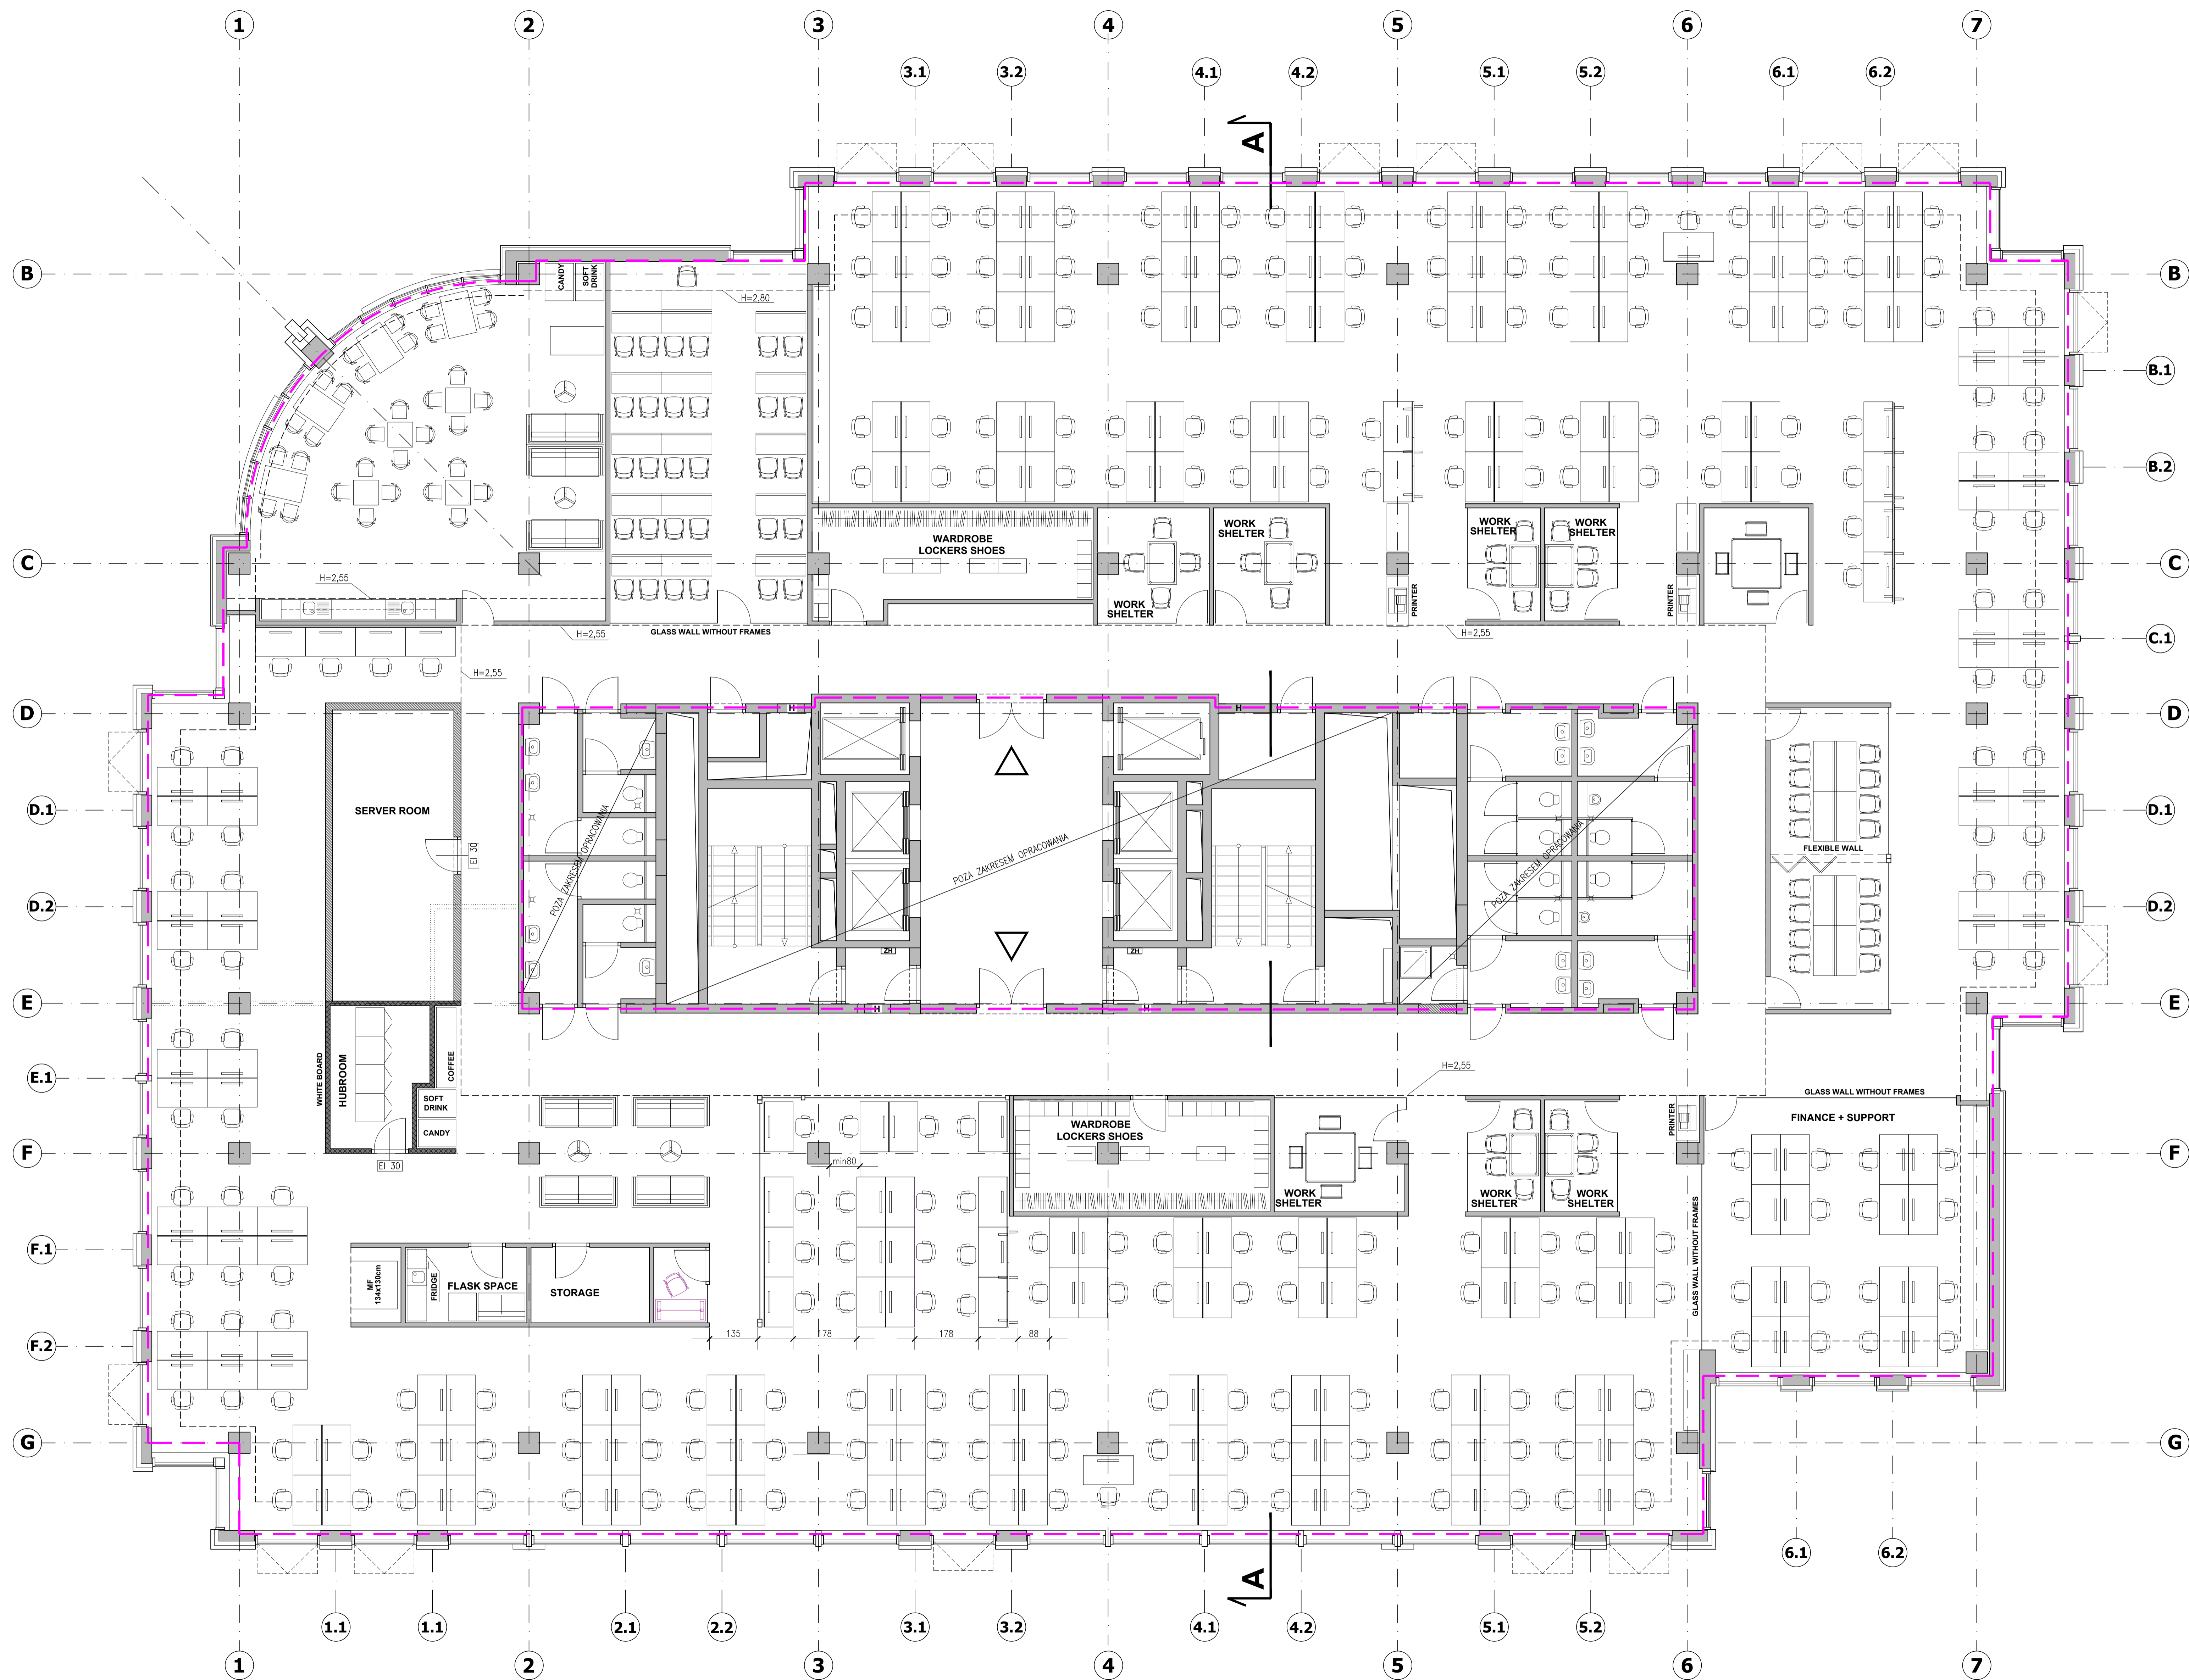 1 2 3 4 5 6 7
3.1 3.2 4.1 4.2 5.1 5.2 6.1 6.2
A
B B
CANDY
SOFT
DRINK
H=2,80
B.1
B.2
WARDROBE
LOCKERS SHOES
WORK
SHELTER
WORK
SHELTER
WORK
SHELTER
WORK
SHELTER
C C
H=2,55
PRINTER
PRINTER
H=2,55
GLASS WALL WITHOUT FRAMES
H=2,55
C.1
H=2,55
D D
H
H
SERVER ROOM
EI 30
D.1 D.1
POZA ZAKRESEM OPRACOWANIA
POZA ZAKRESEM OPRACOWANIA
POZA ZAKRESEM OPRACOWANIA
FLEXIBLE WALL
D.2 D.2
ZH
ZH
E E
H
H
WHITE BOARD
HUBROOM
COFFEE
E.1
H=2,55
SOFT
DRINK
CANDY
GLASS WALL WITHOUT FRAMES
FINANCE + SUPPORT
PRINTER
WARDROBE
LOCKERS SHOES
F F
EI 30
min80
WORK
SHELTER
WORK
SHELTER
WORK
SHELTER
GLASS WALL WITHOUT FRAMES
F.1
MF
134x130cm
FRIDGE
FLASK SPACE
STORAGE
135 178 178 88
F.2
G G
6.1 6.2
A
1.1 1.1 2.1 2.2 3.1 3.2 4.1 4.2 5.1 5.2
1 2 3 4 5 6 7